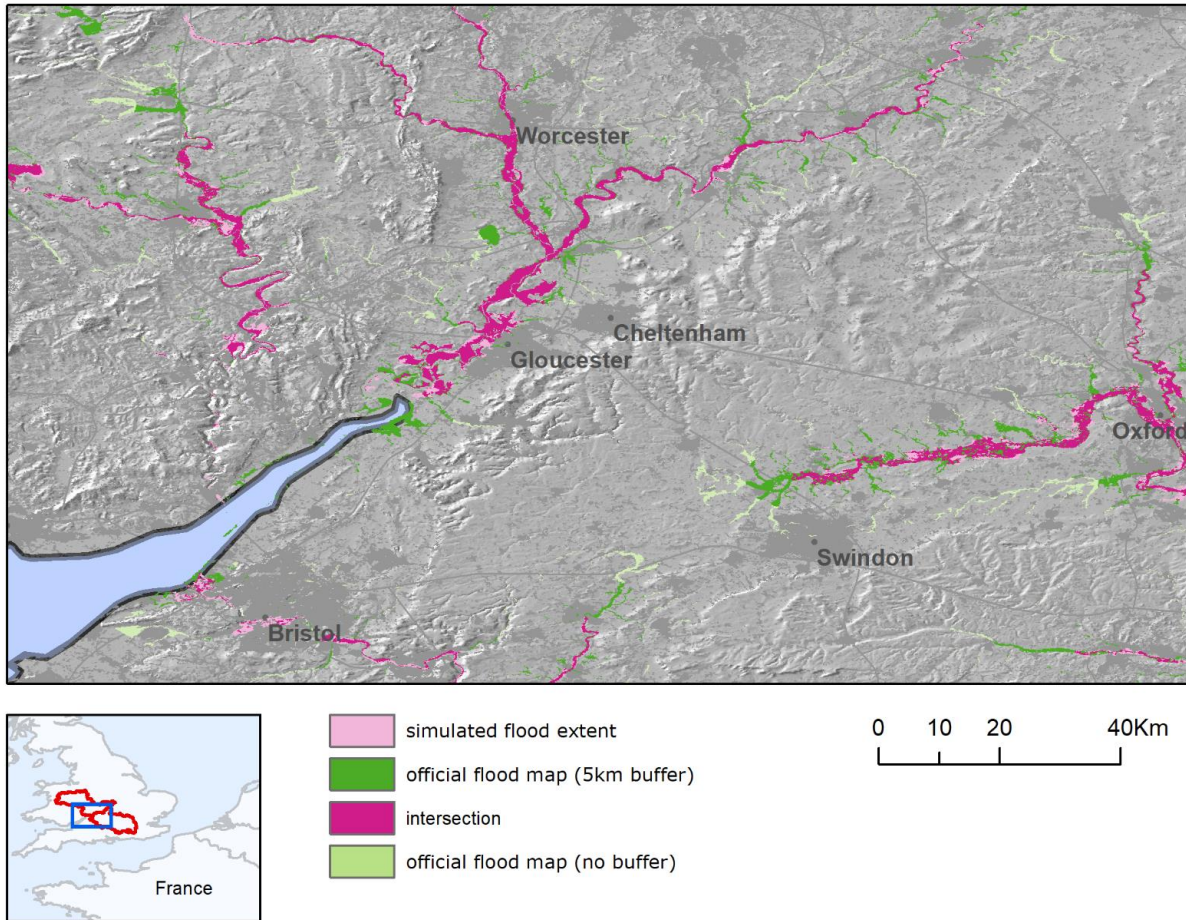 Worcester
Cheltenham
Gloucester
Oxford
Swindon
Bristol
simulated flood extent
official flood map (5km buffer)
intersection
official flood map (no buffer)
0 10 20 40Km
France